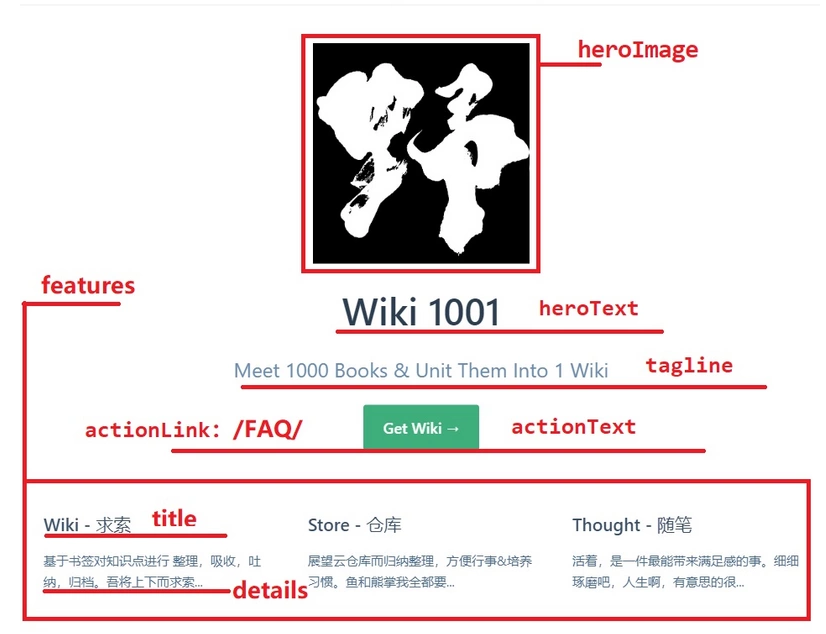 heroImage
野
features
Wiki 1001 heroText
Meet 1000 Books & Unit Them Into 1 Wiki tagline
actionLink: /FAQ/ Get Wiki → actionText
Wiki - 求索 title
Store - 仓库
Thought - 随笔
基于书签对知识点进行 整理，吸收，吐
纳，归档。吾将上下而求索...
details
展望云仓库而归纳整理，方便行事&培养
习惯。鱼和熊掌我全都要...
活着，是一件最能带来满足感的事。细细
琢磨吧，人生啊，有意思的很...